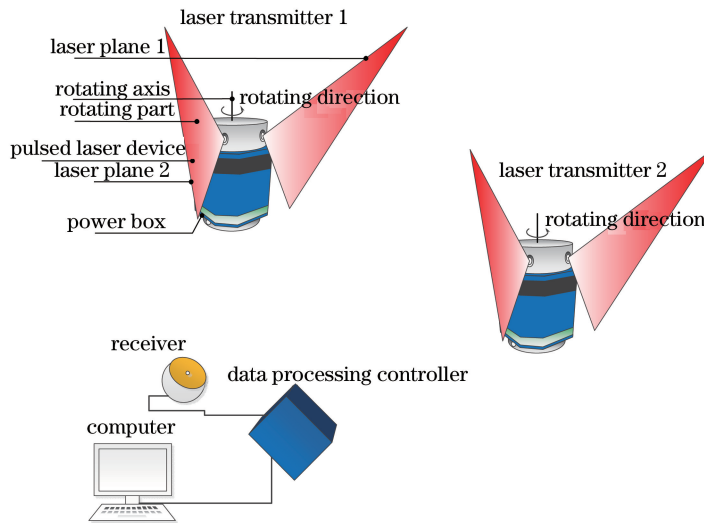 laser transmitter 1
laser plane 1
rotating axis
rotating direction
rotating part
pulsed laser device
laser plane 2
power box
laser transmitter 2
rotating direction
receiver
data processing controller
computer